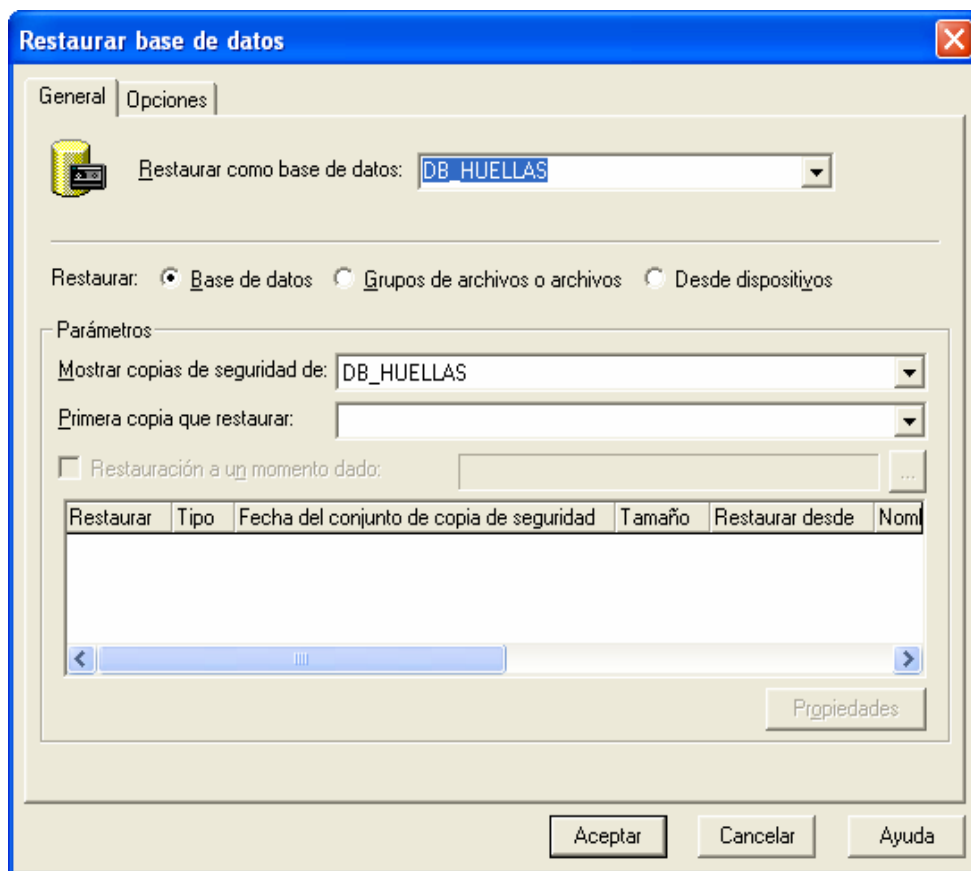 Restaurar base de datos
General Opciones
Restaurar como base de datos: DB_HUELLAS
Restaurar: Base de datos Grupos de archivos o archivos Desde dispositivos
Parámetros
Mostrar copias de seguridad de: DB_HUELLAS
Primera copia que restaurar:
Restauración a un momento dado: ...
Restaurar Tipo Fecha del conjunto de copia de seguridad Tamaño Restaurar desde Nom
Propiedades
Aceptar Cancelar Ayuda